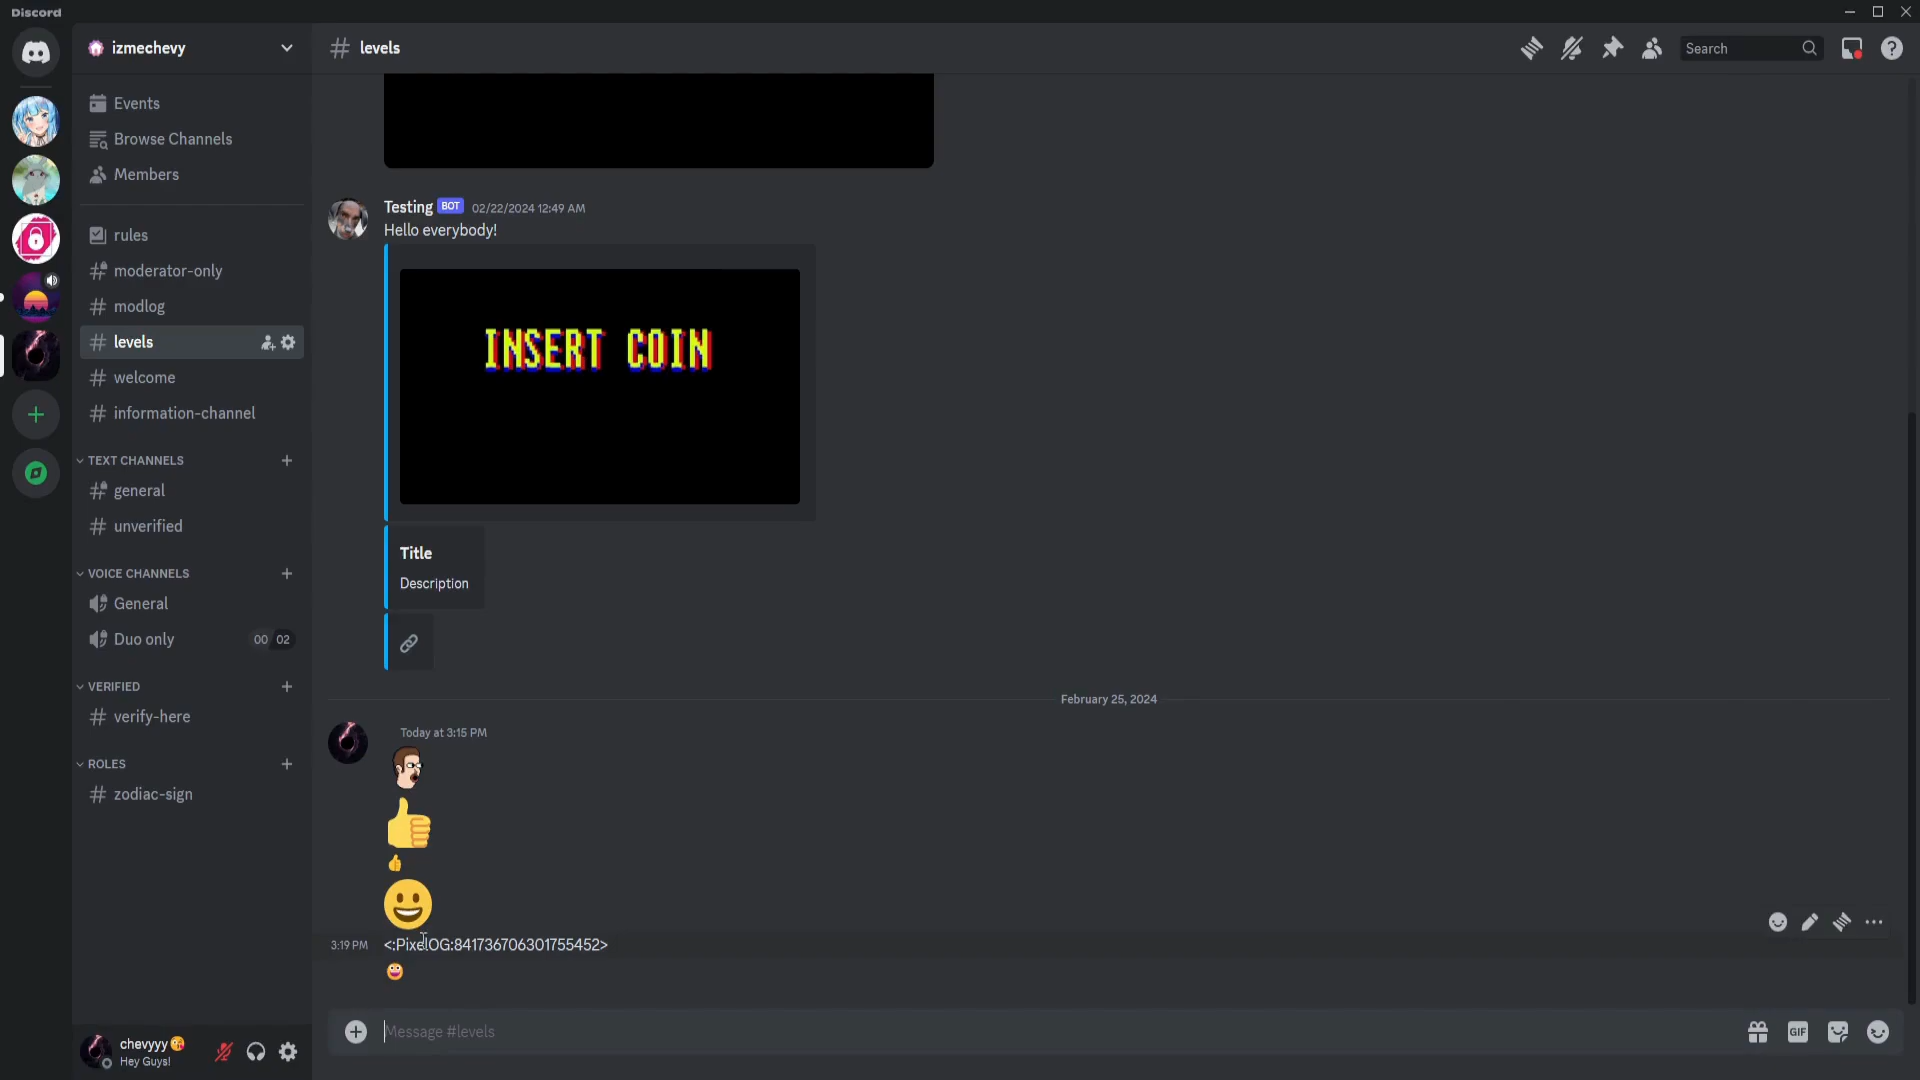 Discord
izmechevy
levels
Search
Events
Browse Channels
Members
rules
moderator-only
modlog
levels
welcome
information-channel
TEXT CHANNELS
general
unverified
VOICE CHANNELS
General
Duo only 00 02
VERIFIED
verify-here
ROLES
zodiac-sign
chevyyy
Hey Guys!
Testing BOT 02/22/2024 12:49 AM
Hello everybody!
INSERT COIN
Title
Description
February 25, 2024
Today at 3:15 PM
3:19 PM <:PixelOG:841736706301755452>
Message #levels
GIF